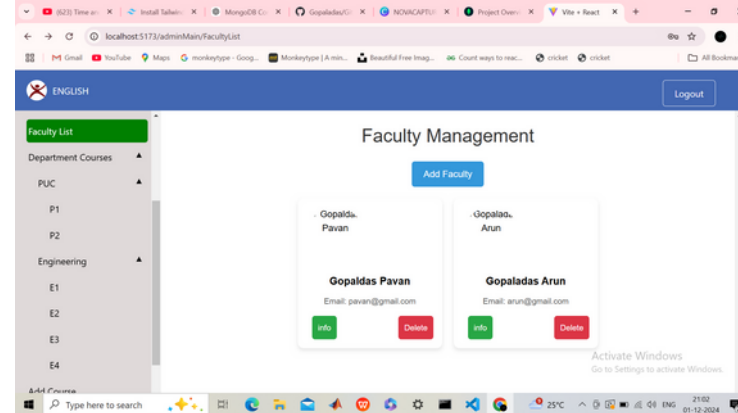 (623) Time an
Install Tailwin
MongoDB Co
Gopaladas/Gi
NOVACAPTU
Project Overv
Vite + React
localhost:5173/adminMain/FacultyList
Gmail
YouTube
Maps
monkeytype - Goog...
Monkeytype | A min...
Beautiful Free Imag...
Count ways to reac...
cricket
cricket
All Bookma
ENGLISH
Logout
Faculty List
Department Courses
PUC
P1
P2
Engineering
E1
E2
E3
E4
Add Course
Faculty Management
Add Faculty
Gopalda
Pavan
Gopaldas Pavan
Email: pavan@gmail.com
info
Delete
Gopalad
Arun
Gopaladas Arun
Email: arun@gmail.com
info
Delete
Activate Windows
Go to Settings to activate Windows.
Type here to search
25°C
ENG
21:02
01-12-2024